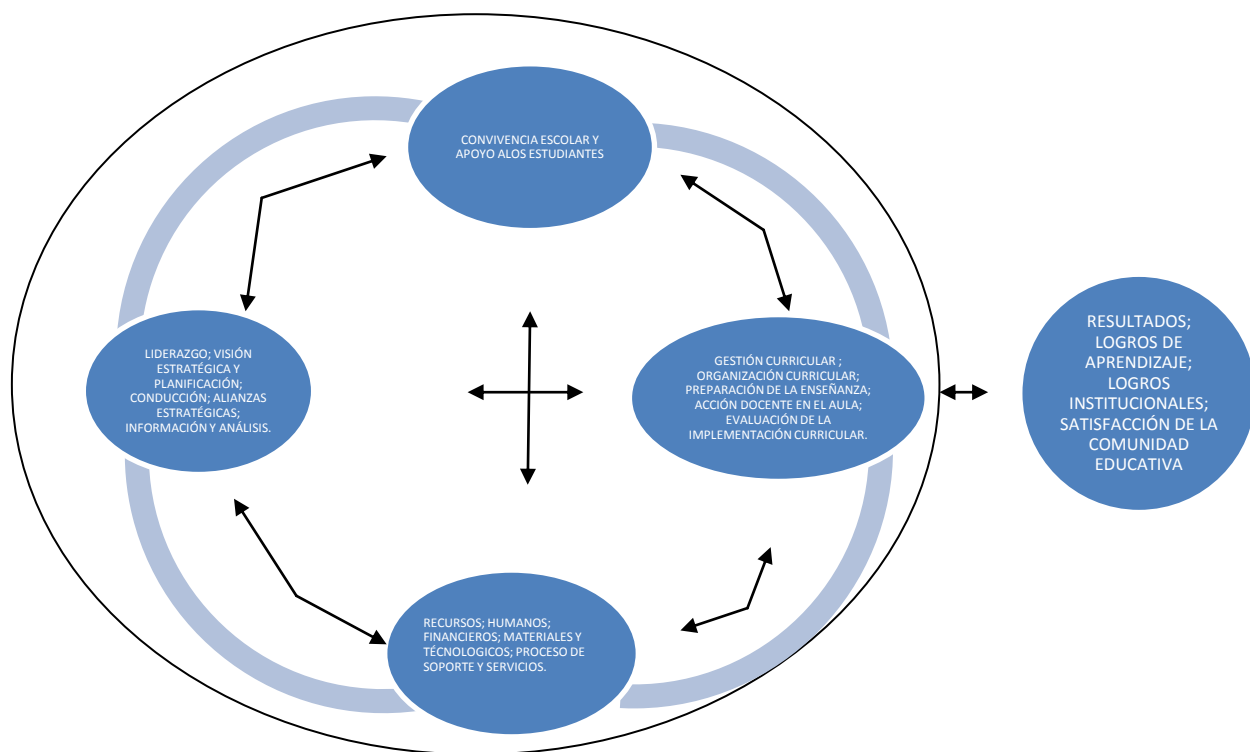 CONVIVENCIA ESCOLAR Y
APOYO ALOS ESTUDIANTES
LIDERAZGO; VISIÓN
ESTRATÉGICA Y
PLANIFICACIÓN;
CONDUCCIÓN; ALIANZAS
ESTRATÉGICAS;
INFORMACIÓN Y ANÁLISIS.
GESTIÓN CURRICULAR ;
ORGANIZACIÓN CURRICULAR;
PREPARACIÓN DE LA ENSEÑANZA;
ACCIÓN DOCENTE EN EL AULA;
EVALUACIÓN DE LA
IMPLEMENTACIÓN CURRICULAR.
RESULTADOS;
LOGROS DE
APRENDIZAJE;
LOGROS
INSTITUCIONALES;
SATISFACCIÓN DE LA
COMUNIDAD
EDUCATIVA
RECURSOS; HUMANOS;
FINANCIEROS; MATERIALES Y
TÉCNOLOGICOS; PROCESO DE
SOPORTE Y SERVICIOS.